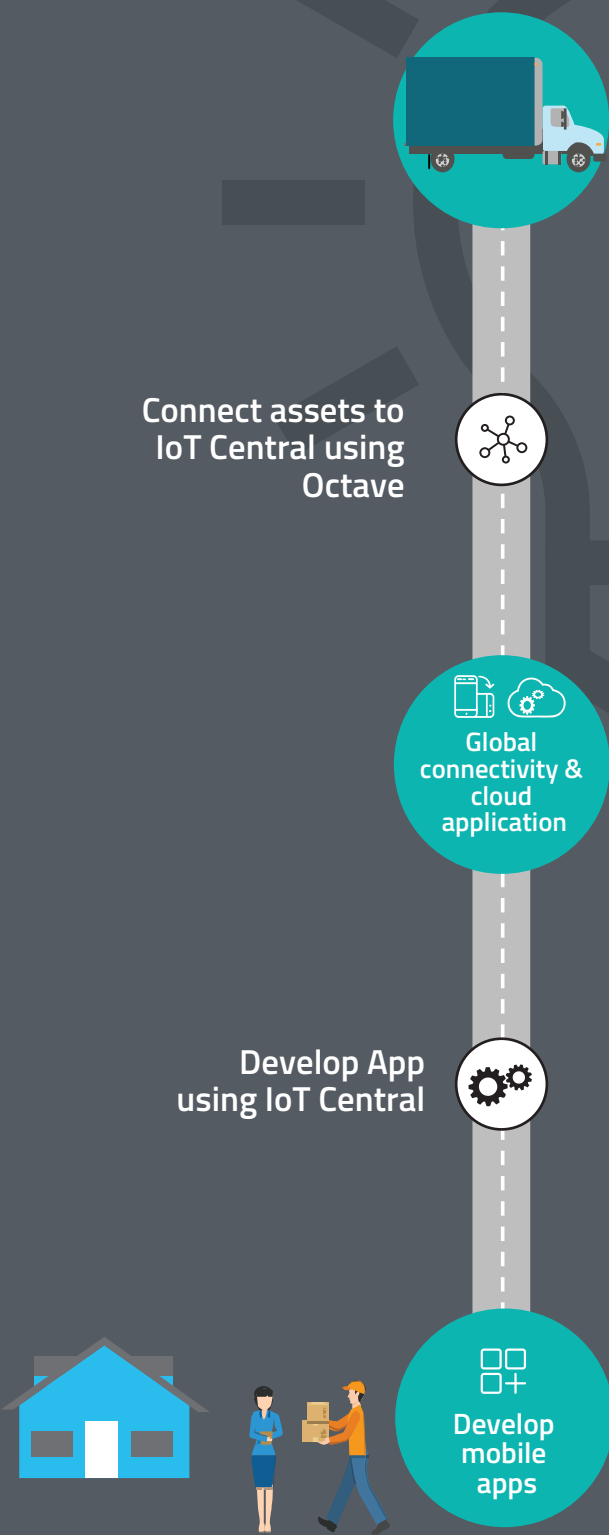 Connect assets to
IoT Central using
Octave
Global
connectivity &
cloud
application
Develop App
using IoT Central
Develop
mobile
apps